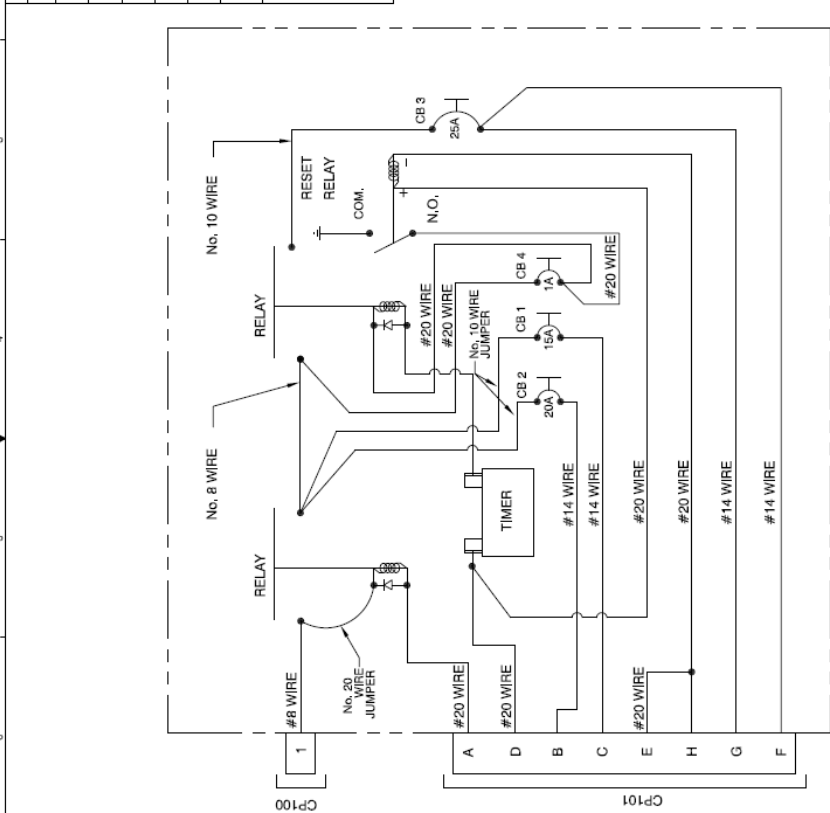 No, 10 WIRE
RESET
RELAY
CB 3
25A
COM.
N.O.
+
–
RELAY
#20 WIRE
#20 WIRE
No, 10 WIRE
JUMPER
CB 4
1A
#20 WIRE
CB 1
15A
CB 2
20A
No, 8 WIRE
RELAY
TIMER
#14 WIRE
#14 WIRE
#20 WIRE
#20 WIRE
#14 WIRE
#14 WIRE
#8 WIRE
No. 20
WIRE
JUMPER
#20 WIRE
#20 WIRE
#20 WIRE
1
A
D
B
C
E
H
G
F
CP100
CP101